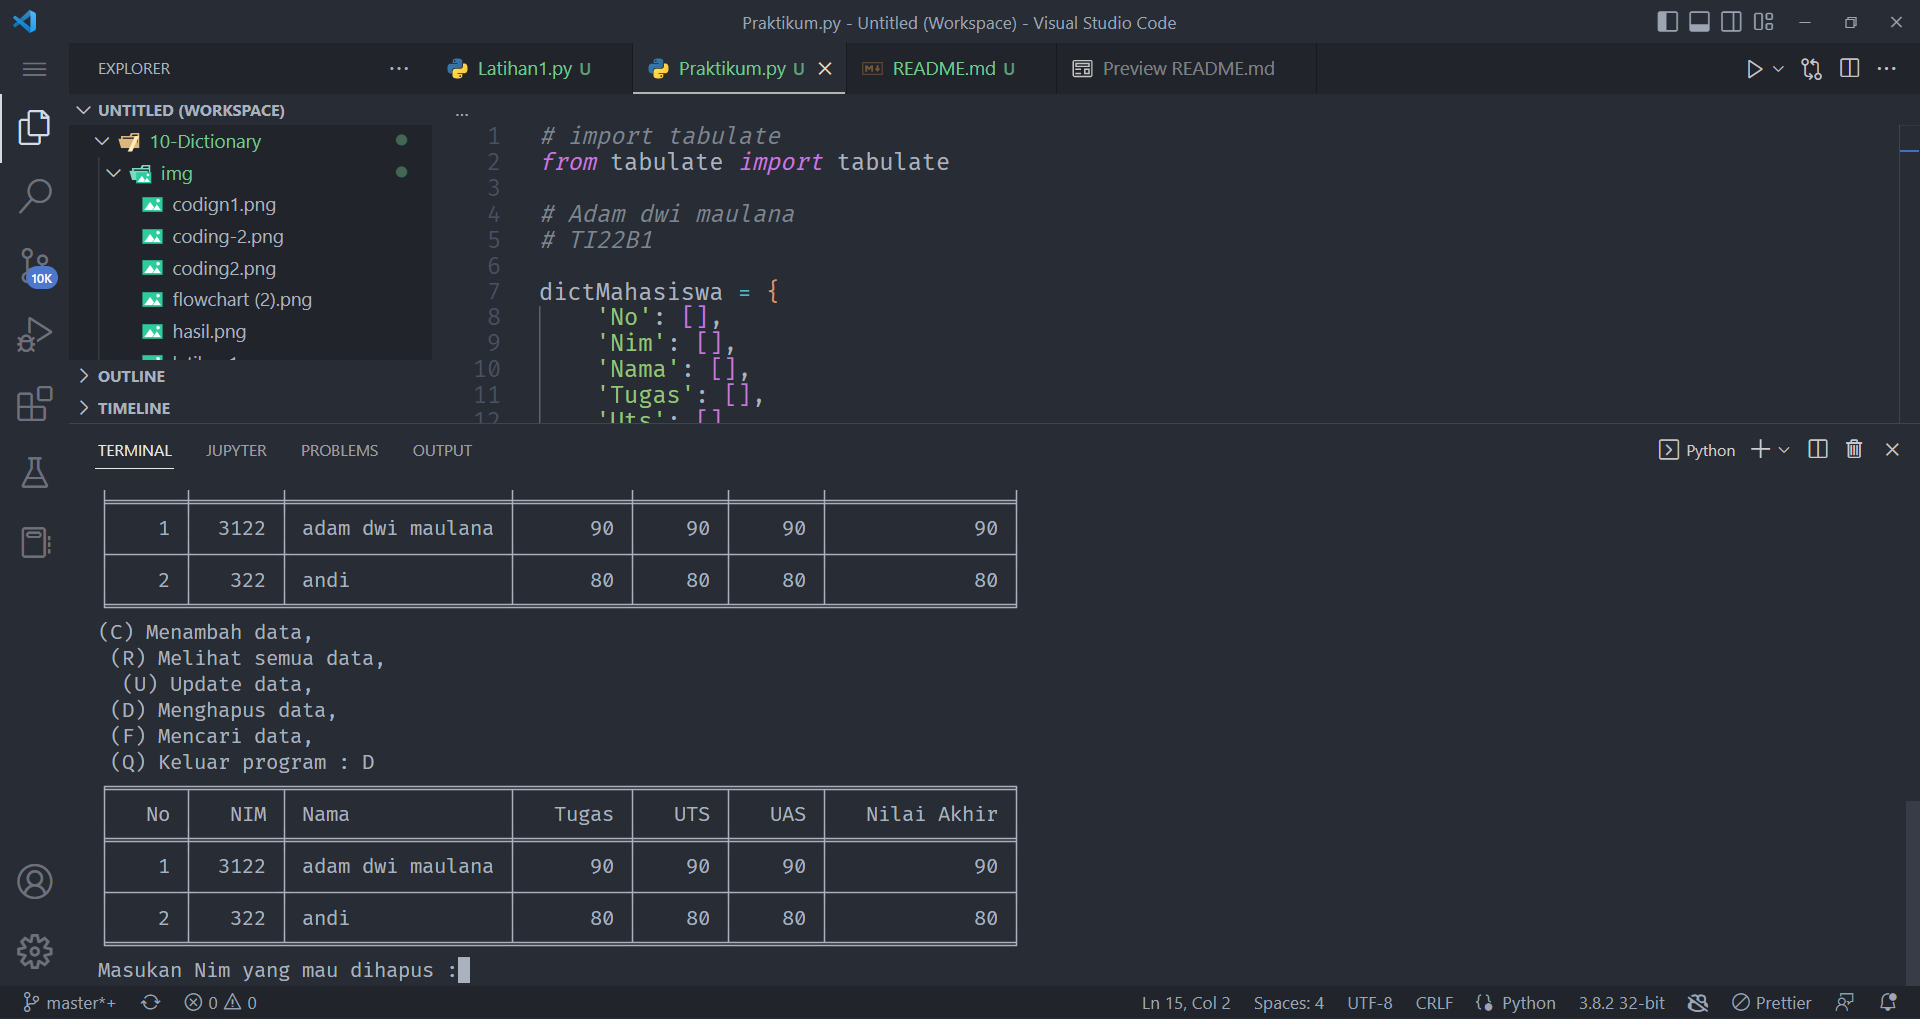 Praktikum.py - Untitled (Workspace) - Visual Studio Code
EXPLORER
Latihan1.py U
Praktikum.py U
README.md U
Preview README.md
UNTITLED (WORKSPACE)
10-Dictionary
img
codign1.png
coding-2.png
coding2.png
flowchart (2).png
hasil.png
OUTLINE
TIMELINE
10K
...
1 # import tabulate
2 from tabulate import tabulate
3
4 # Adam dwi maulana
5 # TI22B1
6
7 dictMahasiswa = {
8 'No': [],
9 'Nim': [],
10 'Nama': [],
11 'Tugas': [],
12 'Uts': []
TERMINAL JUPYTER PROBLEMS OUTPUT
Python
1 3122 adam dwi maulana 90 90 90 90
2 322 andi 80 80 80 80
(C) Menambah data,
(R) Melihat semua data,
(U) Update data,
(D) Menghapus data,
(F) Mencari data,
(Q) Keluar program : D
No NIM Nama Tugas UTS UAS Nilai Akhir
1 3122 adam dwi maulana 90 90 90 90
2 322 andi 80 80 80 80
Masukan Nim yang mau dihapus :
master*+ 0 0 Ln 15, Col 2 Spaces: 4 UTF-8 CRLF Python 3.8.2 32-bit Prettier